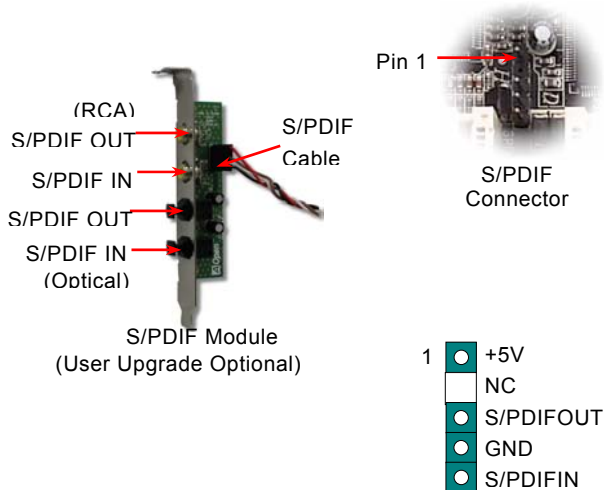 (RCA)
S/PDIF OUT
S/PDIF IN
S/PDIF OUT
S/PDIF IN
(Optical)
S/PDIF
Cable
S/PDIF Module
(User Upgrade Optional)
Pin 1
S/PDIF
Connector
1 +5V
NC
S/PDIFOUT
GND
S/PDIFIN